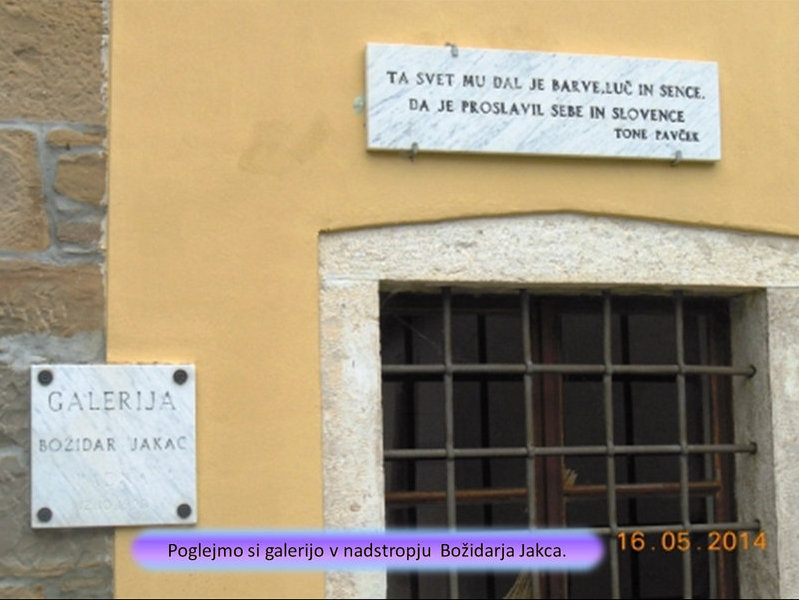 TA SVET MU DAL JE BARVE, LUČ IN SENCE.
DA JE PROSLAVIL SEBE IN SLOVENCE
TONE PAVČEK
GALERIJA
BOŽIDAR JAKAC
Poglejmo si galerijo v nadstropju Božidarja Jakca.
16.05.2014